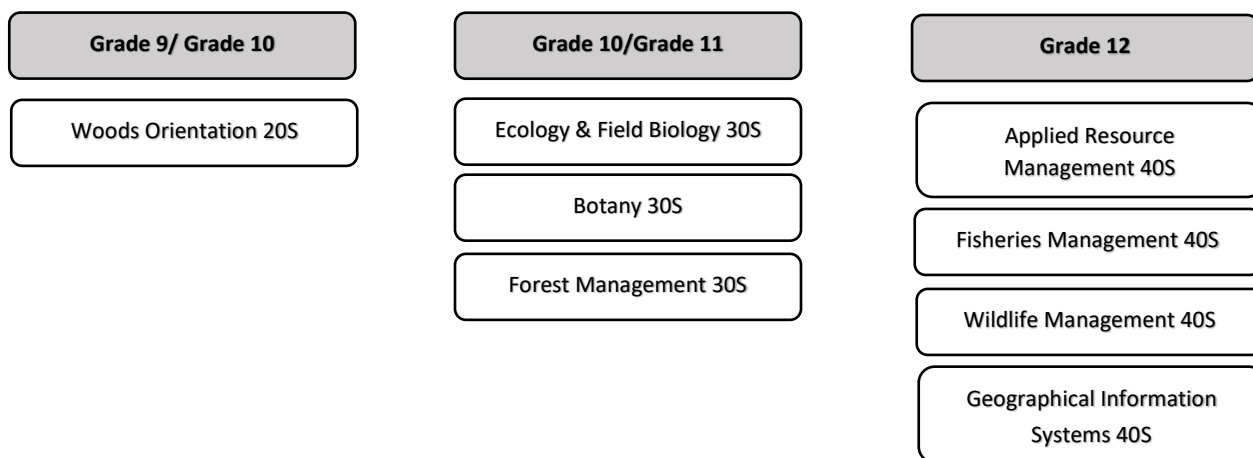 Grade 9/ Grade 10
Woods Orientation 20S
Grade 10/Grade 11
Ecology & Field Biology 30S
Botany 30S
Forest Management 30S
Grade 12
Applied Resource
Management 40S
Fisheries Management 40S
Wildlife Management 40S
Geographical Information
Systems 40S